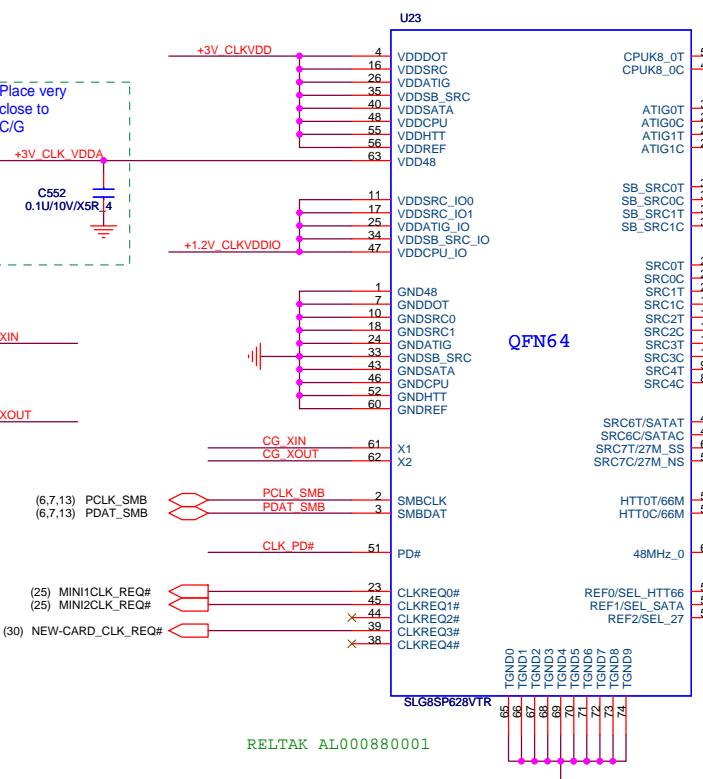 U23
+3V_CLKVDD
4 VDDDOT
16 VDDSRC
26 VDDATIG
35 VDDSB_SRC
40 VDDSATA
48 VDDCPU
55 VDDHTT
56 VDDREF
+3V_CLK_VDDA
63 VDD48
Place very
close to
C/G
C552
0.1U/10V/X5R_4
11 VDDSRC_IO0
17 VDDSRC_IO1
25 VDDATIG_IO
34 VDDSB_SRC_IO
+1.2V_CLKVDDIO
47 VDDCPU_IO
1 GND48
7 GNDDOT
10 GNDSRC0
18 GNDSRC1
24 GNDATIG
33 GNDSB_SRC
43 GNDSATA
46 GNDCPU
52 GNDHTT
60 GNDREF
XIN
XOUT
CG_XIN 61 X1
CG_XOUT 62 X2
(6,7,13) PCLK_SMB PCLK_SMB 2 SMBCLK
(6,7,13) PDAT_SMB PDAT_SMB 3 SMBDAT
CLK_PD# 51 PD#
(25) MINI1CLK_REQ# 23 CLKREQ0#
(25) MINI2CLK_REQ# 45 CLKREQ1#
44 CLKREQ2#
(30) NEW-CARD_CLK_REQ# 39 CLKREQ3#
38 CLKREQ4#
QFN64
CPUK8_0T
CPUK8_0C
ATIG0T
ATIG0C
ATIG1T
ATIG1C
SB_SRC0T
SB_SRC0C
SB_SRC1T
SB_SRC1C
SRC0T
SRC0C
SRC1T
SRC1C
SRC2T
SRC2C
SRC3T
SRC3C
SRC4T
SRC4C
SRC6T/SATAT
SRC6C/SATAC
SRC7T/27M_SS
SRC7C/27M_NS
HTT0T/66M
HTT0C/66M
48MHz_0
REF0/SEL_HTT66
REF1/SEL_SATA
REF2/SEL_27
TGND0
TGND1
TGND2
TGND3
TGND4
TGND5
TGND6
TGND7
TGND8
TGND9
SLG8SP628VTR
65
66
67
68
69
70
71
72
73
74
RELTAK AL000880001